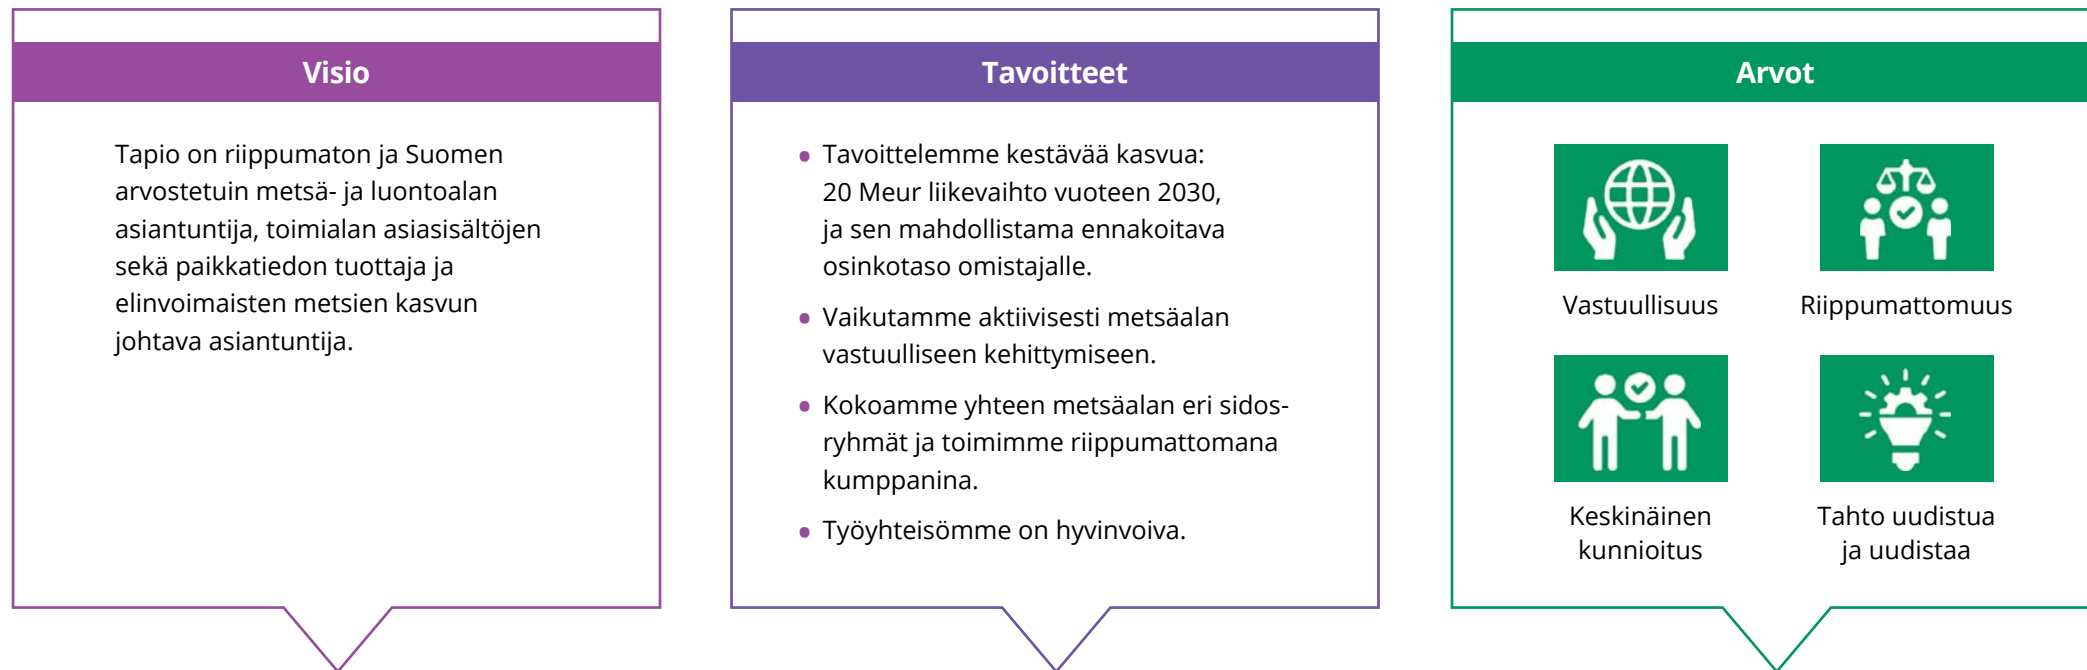 Visio
Tapio on riippumaton ja Suomen
arvostetuin metsä- ja luontoalan
asiantuntija, toimialan asiasisältöjen
sekä paikkatiedon tuottaja ja
elinvoimaisten metsien kasvun
johtava asiantuntija.
Tavoitteet
• Tavoittelemme kestävää kasvua:
20 Meur liikevaihto vuoteen 2030,
ja sen mahdollistama ennakoitava
osinkotaso omistajalle.
• Vaikutamme aktiivisesti metsäalan
vastuulliseen kehittymiseen.
• Kokoamme yhteen metsäalan eri sidos-
ryhmät ja toimimme riippumattomana
kumppanina.
• Työyhteisömme on hyvinvoiva.
Arvot
Vastuullisuus
Riippumattomuus
Keskinäinen
kunnioitus
Tahto uudistua
ja uudistaa